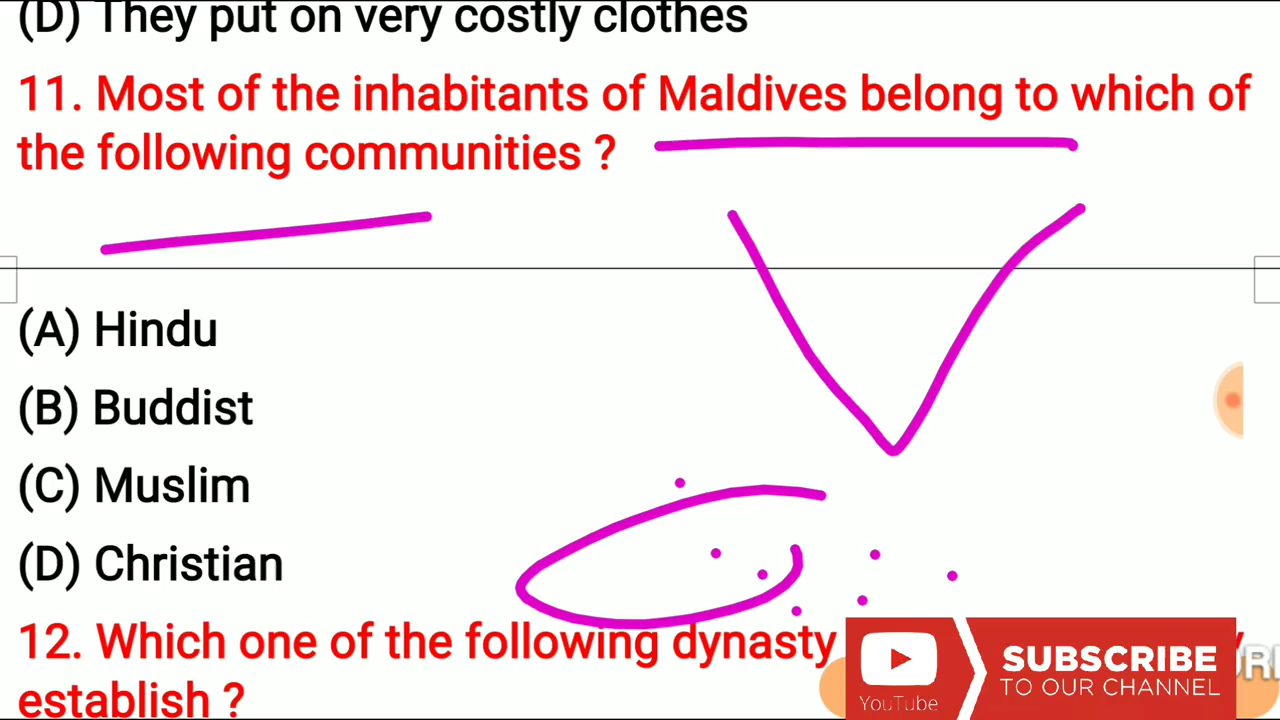 (D) They put on very costly clothes
11. Most of the inhabitants of Maldives belong to which of
the following communities ?
(A) Hindu
(B) Buddist
(C) Muslim
(D) Christian
12. Which one of the following dynasty
establish ?
YouTube
SUBSCRIBE
TO OUR CHANNEL